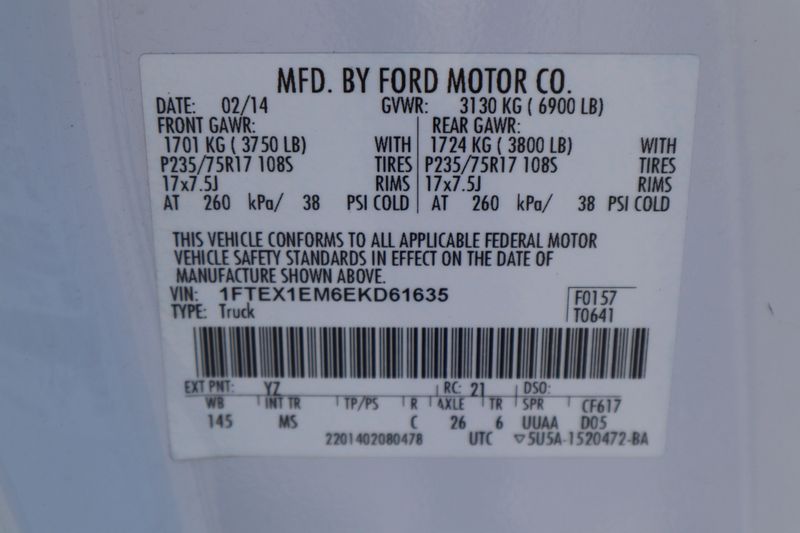 MFD. BY FORD MOTOR CO.
DATE: 02/14 GVWR: 3130 KG ( 6900 LB)
FRONT GAWR: REAR GAWR:
1701 KG ( 3750 LB) WITH 1724 KG ( 3800 LB) WITH
P235/75R17 108S TIRES P235/75R17 108S TIRES
17x7.5J RIMS 17x7.5J RIMS
AT 260 kPa/ 38 PSI COLD AT 260 kPa/ 38 PSI COLD
THIS VEHICLE CONFORMS TO ALL APPLICABLE FEDERAL MOTOR
VEHICLE SAFETY STANDARDS IN EFFECT ON THE DATE OF
MANUFACTURE SHOWN ABOVE.
VIN: 1FTEX1EM6EKD61635 F0157
TYPE: Truck T0641
EXT PNT: YZ RC: 21 DSO:
WB INT TR TP/PS R AXLE TR SPR CF617
145 MS C 26 6 UUAA D05
2201402080478 UTC ▽5U5A-1520472-BA